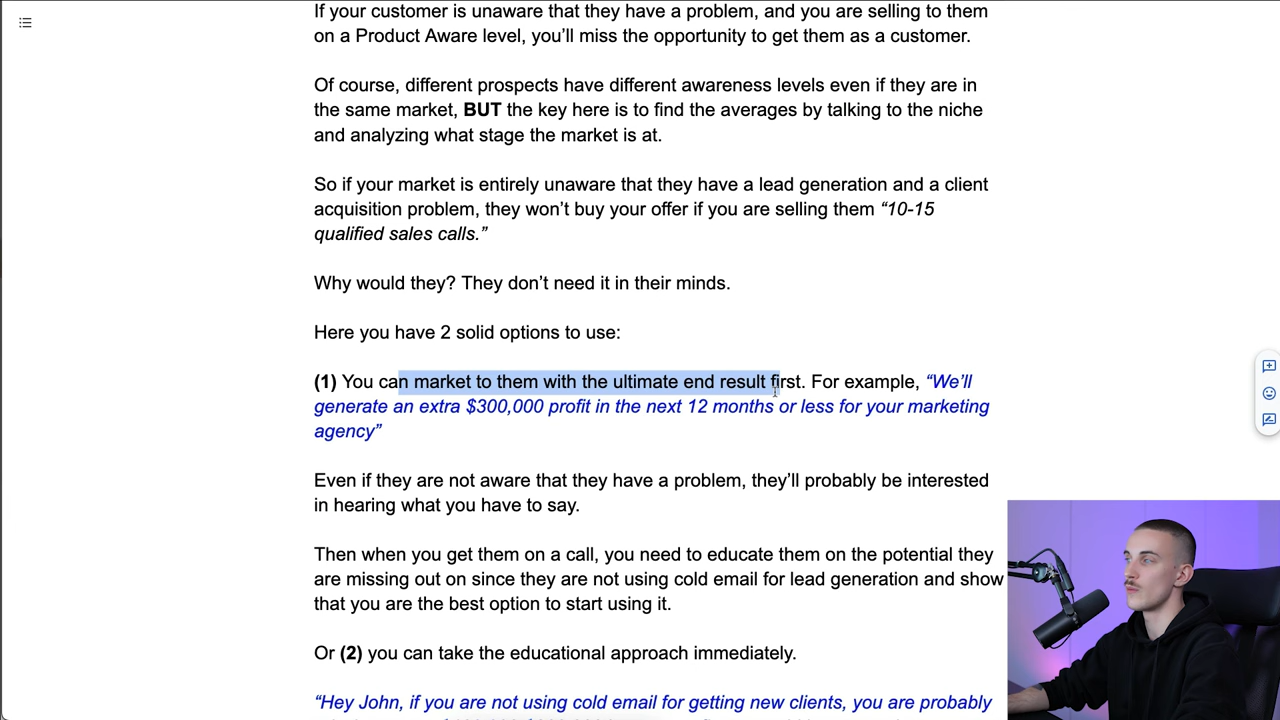 If your customer is unaware that they have a problem, and you are selling to them
on a Product Aware level, you’ll miss the opportunity to get them as a customer.
Of course, different prospects have different awareness levels even if they are in
the same market, BUT the key here is to find the averages by talking to the niche
and analyzing what stage the market is at.
So if your market is entirely unaware that they have a lead generation and a client
acquisition problem, they won’t buy your offer if you are selling them “10-15
qualified sales calls.”
Why would they? They don’t need it in their minds.
Here you have 2 solid options to use:
(1) You can market to them with the ultimate end result first. For example, “We’ll
generate an extra $300,000 profit in the next 12 months or less for your marketing
agency”
Even if they are not aware that they have a problem, they’ll probably be interested
in hearing what you have to say.
Then when you get them on a call, you need to educate them on the potential they
are missing out on since they are not using cold email for lead generation and show
that you are the best option to start using it.
Or (2) you can take the educational approach immediately.
“Hey John, if you are not using cold email for getting new clients, you are probably